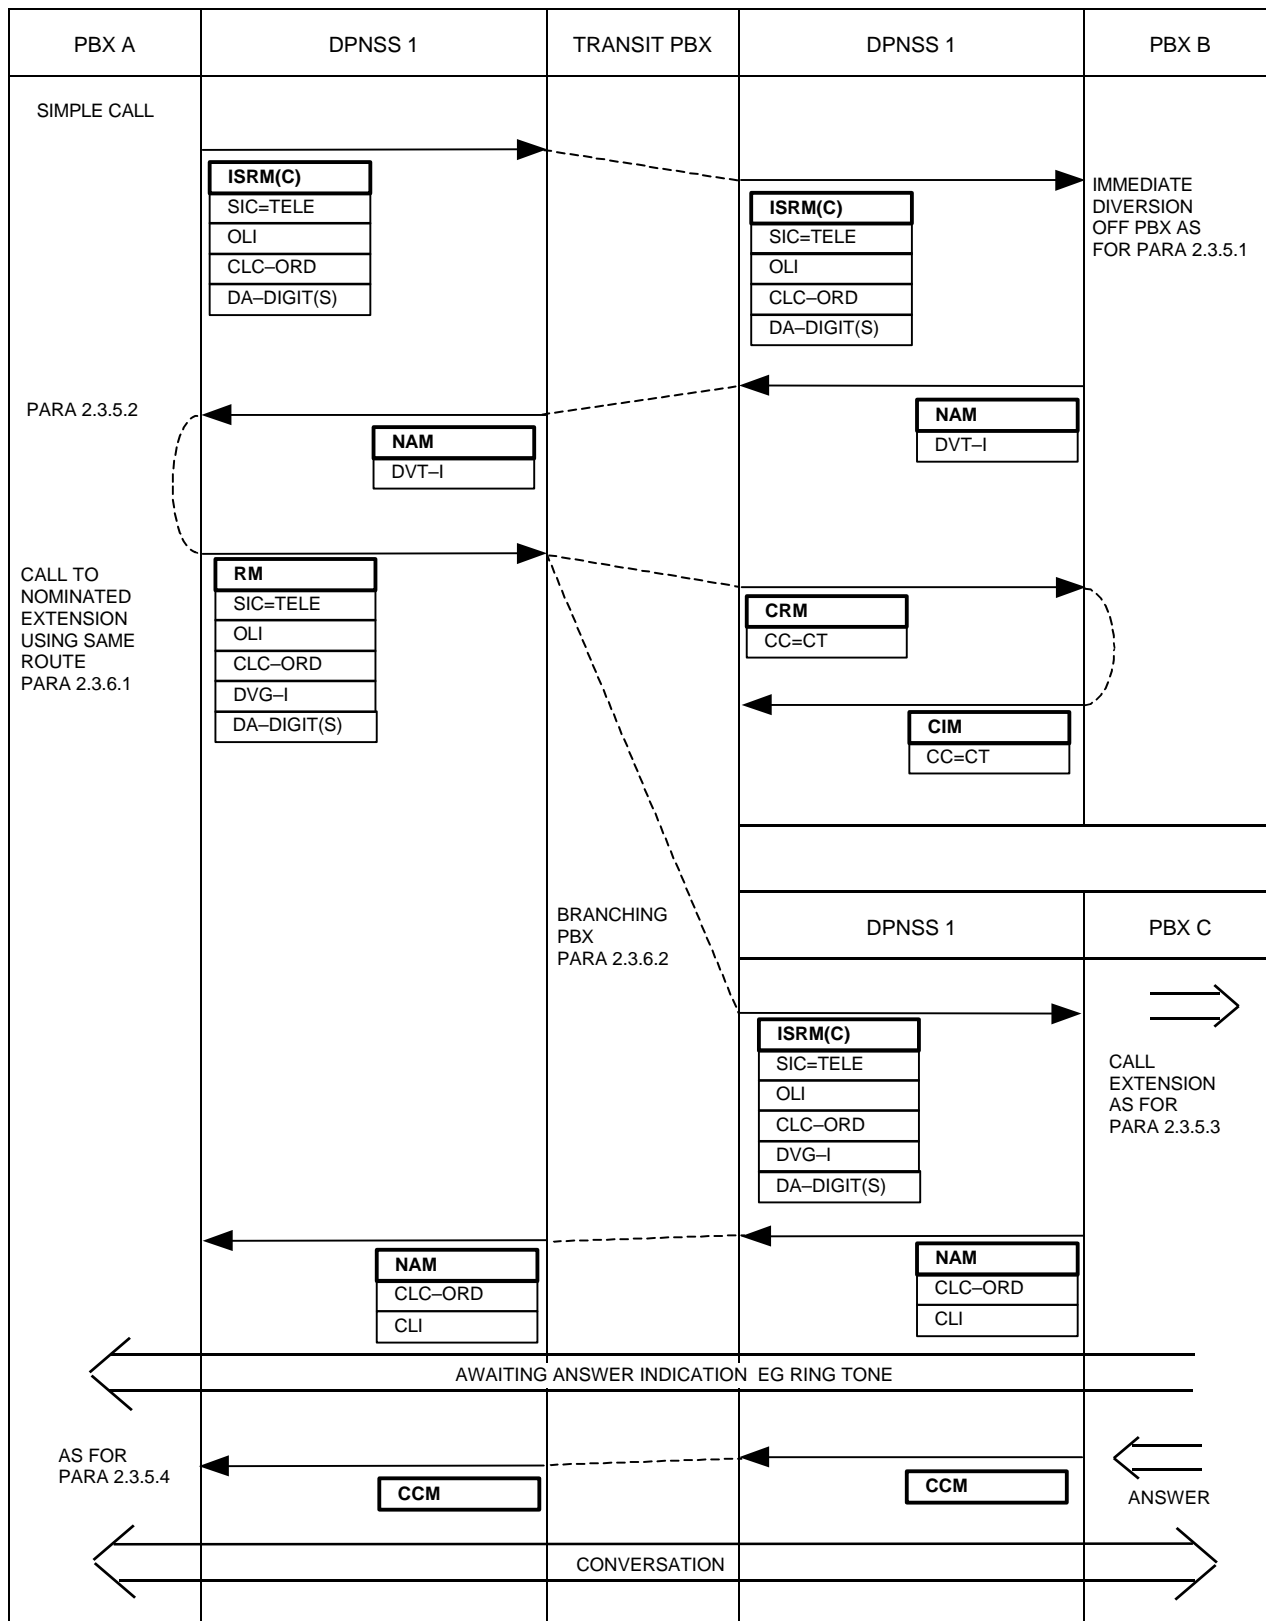 PBX A
DPNSS 1
TRANSIT PBX
DPNSS 1
PBX B
SIMPLE CALL
ISRM(C)
SIC=TELE
OLI
CLC–ORD
DA–DIGIT(S)
ISRM(C)
SIC=TELE
OLI
CLC–ORD
DA–DIGIT(S)
IMMEDIATE
DIVERSION
OFF PBX AS
FOR PARA 2.3.5.1
PARA 2.3.5.2
NAM
DVT–I
NAM
DVT–I
CALL TO
NOMINATED
EXTENSION
USING SAME
ROUTE
PARA 2.3.6.1
RM
SIC=TELE
OLI
CLC–ORD
DVG–I
DA–DIGIT(S)
CRM
CC=CT
CIM
CC=CT
BRANCHING
PBX
PARA 2.3.6.2
DPNSS 1
PBX C
ISRM(C)
SIC=TELE
OLI
CLC–ORD
DVG–I
DA–DIGIT(S)
CALL
EXTENSION
AS FOR
PARA 2.3.5.3
NAM
CLC–ORD
CLI
NAM
CLC–ORD
CLI
AWAITING ANSWER INDICATION EG RING TONE
AS FOR
PARA 2.3.5.4
CCM
CCM
ANSWER
CONVERSATION